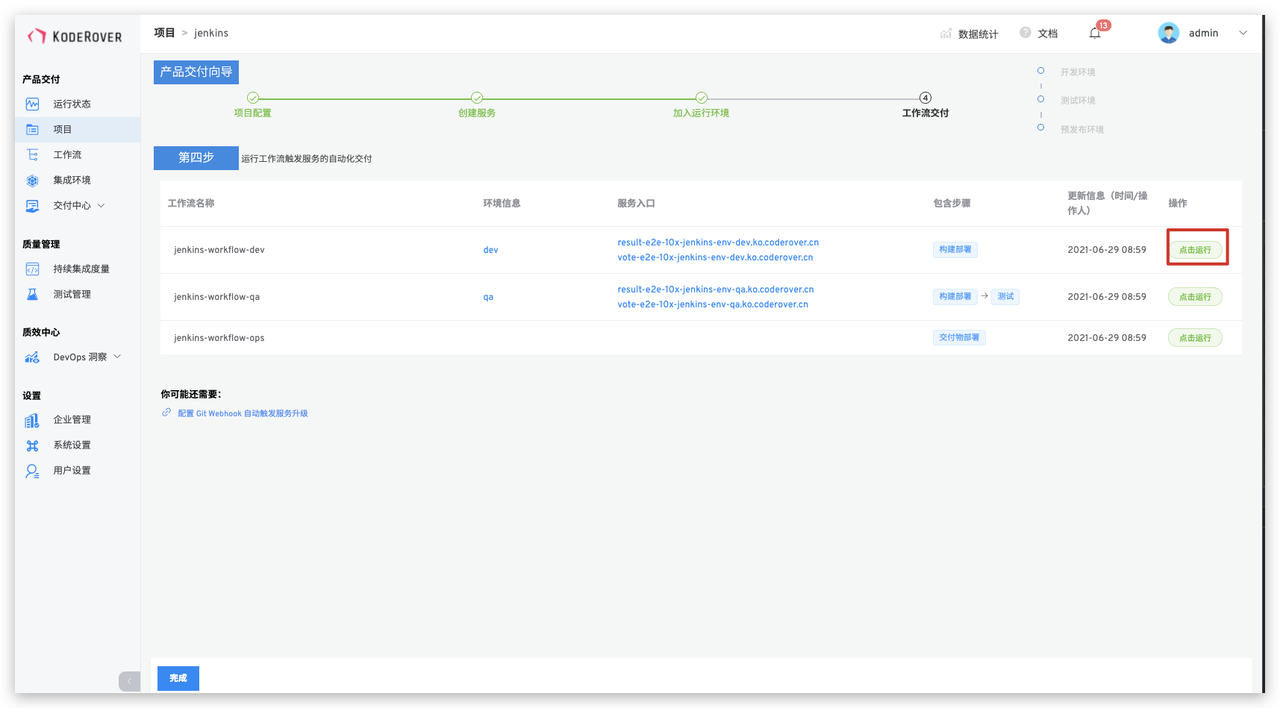 KODEROVER
项目 > jenkins
数据统计
文档
13
admin
产品交付
运行状态
项目
工作流
集成环境
交付中心
质量管理
持续集成度量
测试管理
质效中心
DevOps 洞察
设置
企业管理
系统设置
用户设置
产品交付向导
项目配置
创建服务
加入运行环境
4
工作流交付
开发环境
测试环境
预发布环境
第四步 运行工作流触发服务的自动化交付
工作流名称 环境信息 服务入口 包含步骤 更新信息（时间/操
作人） 操作
jenkins-workflow-dev dev result-e2e-10x-jenkins-env-dev.ko.coderover.cn
vote-e2e-10x-jenkins-env-dev.ko.coderover.cn 构建部署 2021-06-29 08:59 点击运行
jenkins-workflow-qa qa result-e2e-10x-jenkins-env-qa.ko.coderover.cn
vote-e2e-10x-jenkins-env-qa.ko.coderover.cn 构建部署 → 测试 2021-06-29 08:59 点击运行
jenkins-workflow-ops 交付物部署 2021-06-29 08:59 点击运行
你可能还需要：
配置 Git Webhook 自动触发服务升级
完成